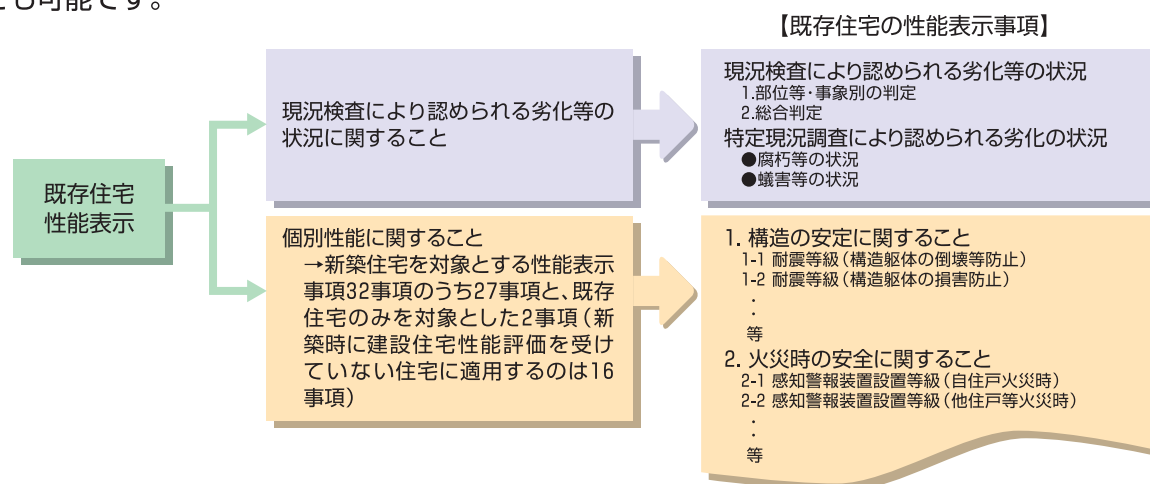 も可能です。
【既存住宅の性能表示事項】
既存住宅
性能表示
現況検査により認められる劣化等の
状況に関すること
現況検査により認められる劣化等の状況
1.部位等・事象別の判定
2.総合判定
特定現況調査により認められる劣化の状況
●腐朽等の状況
●蟻害等の状況
個別性能に関すること
→新築住宅を対象とする性能表示
事項32事項のうち27事項と、既存
住宅のみを対象とした2事項（新
築時に建設住宅性能評価を受け
ていない住宅に適用するのは16
事項）
1. 構造の安定に関すること
1-1 耐震等級（構造躯体の倒壊等防止）
1-2 耐震等級（構造躯体の損害防止）
・
・
等
2. 火災時の安全に関すること
2-1 感知警報装置設置等級（自住戸火災時）
2-2 感知警報装置設置等級（他住戸等火災時）
・
・
等